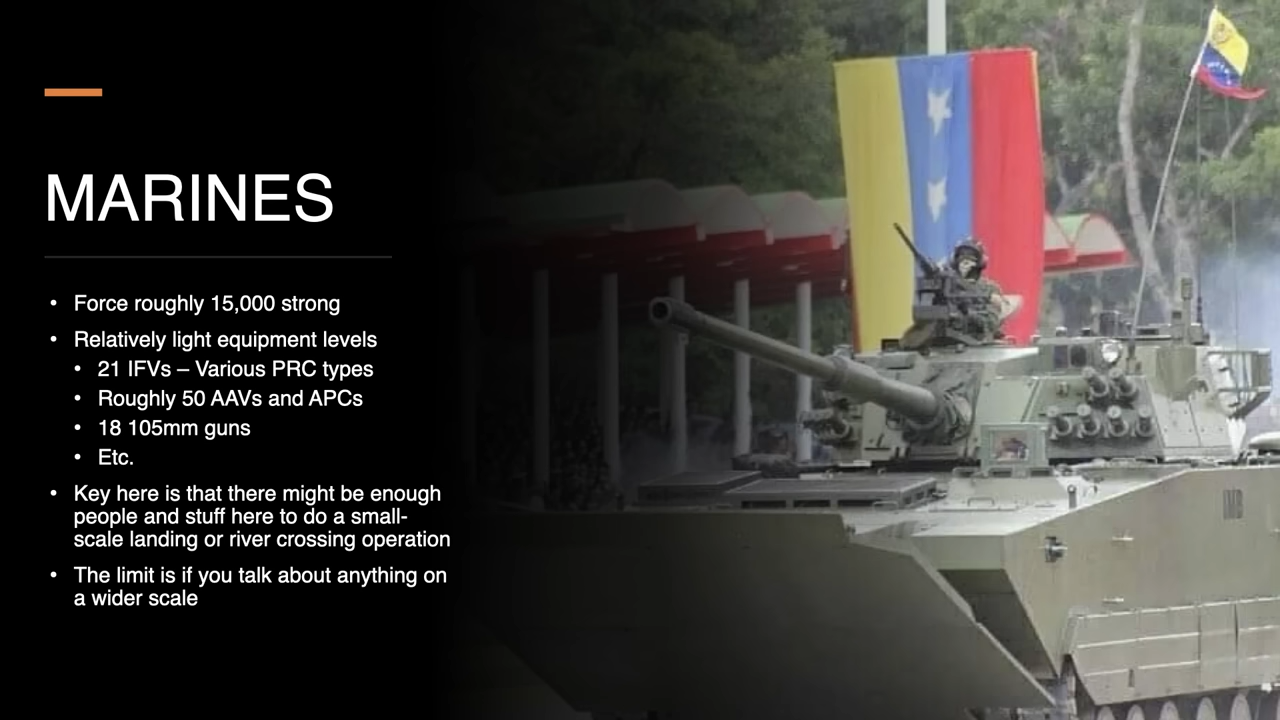 MARINES
• Force roughly 15,000 strong
• Relatively light equipment levels
• 21 IFVs – Various PRC types
• Roughly 50 AAVs and APCs
• 18 105mm guns
• Etc.
• Key here is that there might be enough
people and stuff here to do a small-
scale landing or river crossing operation
• The limit is if you talk about anything on
a wider scale